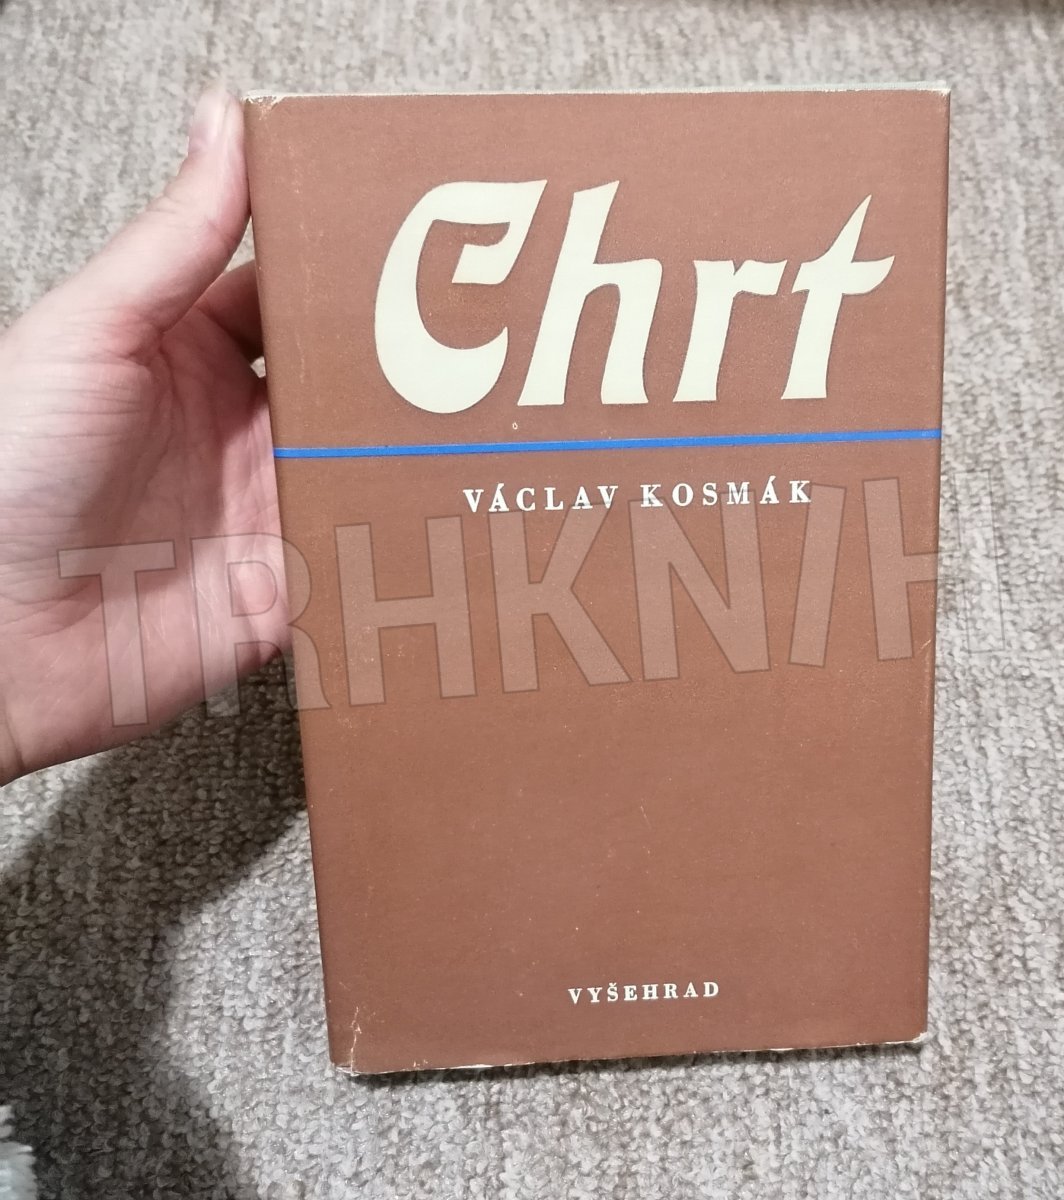 Chrt
VÁCLAV KOSMÁK
TRHKNIH
VYŠEHRAD